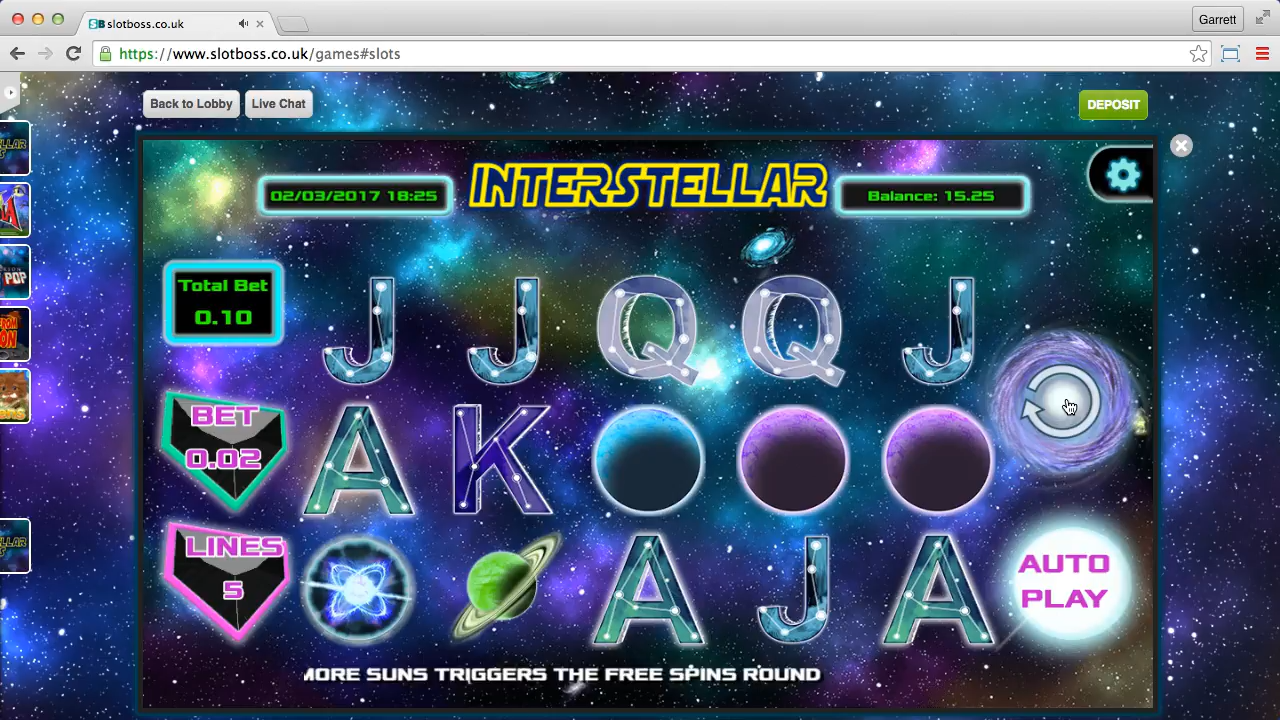 slotboss.co.uk
Garrett
https://www.slotboss.co.uk/games#slots
Back to Lobby
Live Chat
DEPOSIT
02/03/2017 18:25
INTERSTELLAR
Balance: 15.25
Total Bet
0.10
J J Q Q J
BET
0.02
A K
LINES
5
A J A
AUTO
PLAY
MORE SUNS TRIGGERS THE FREE SPINS ROUND